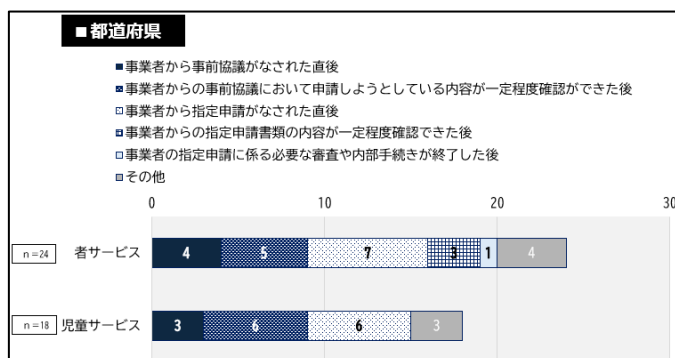 ■都道府県
■事業者から事前協議がなされた直後
■事業者からの事前協議において申請しようとしている内容が一定程度確認ができた後
□事業者から指定申請がなされた直後
■事業者からの指定申請書類の内容が一定程度確認できた後
□事業者の指定申請に係る必要な審査や内部手続きが終了した後
■その他
0 10 20 30
n=24 者サービス 4 5 7 3 1 4
n=18 児童サービス 3 6 6 3